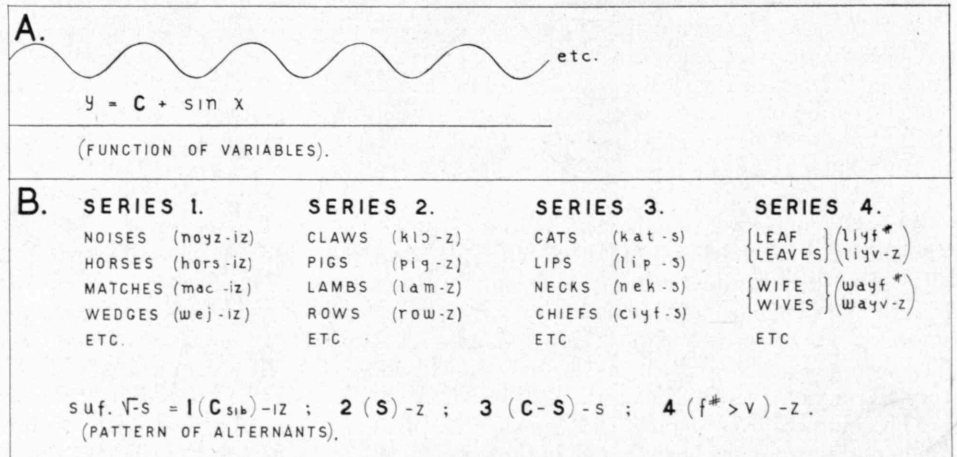 A.
etc.
y = C + sin x
(FUNCTION OF VARIABLES).
B. SERIES 1. SERIES 2. SERIES 3. SERIES 4.
NOISES (noyz-iz) CLAWS (klɔ-z) CATS (kat-s) {LEAF (liyf#
HORSES (hɔrs-iz) PIGS (pig-z) LIPS (lip-s) LEAVES} liyv-z)
MATCHES (mac-iz) LAMBS (lam-z) NECKS (nek-s) {WIFE (wayf#
WEDGES (wej-iz) ROWS (row-z) CHIEFS (ciyf-s) WIVES} wayv-z)
ETC. ETC ETC ETC
suf. √-s = 1(Csib)-IZ ; 2 (S)-Z ; 3 (C-S)-S ; 4 (f# > v)-Z.
(PATTERN OF ALTERNANTS).